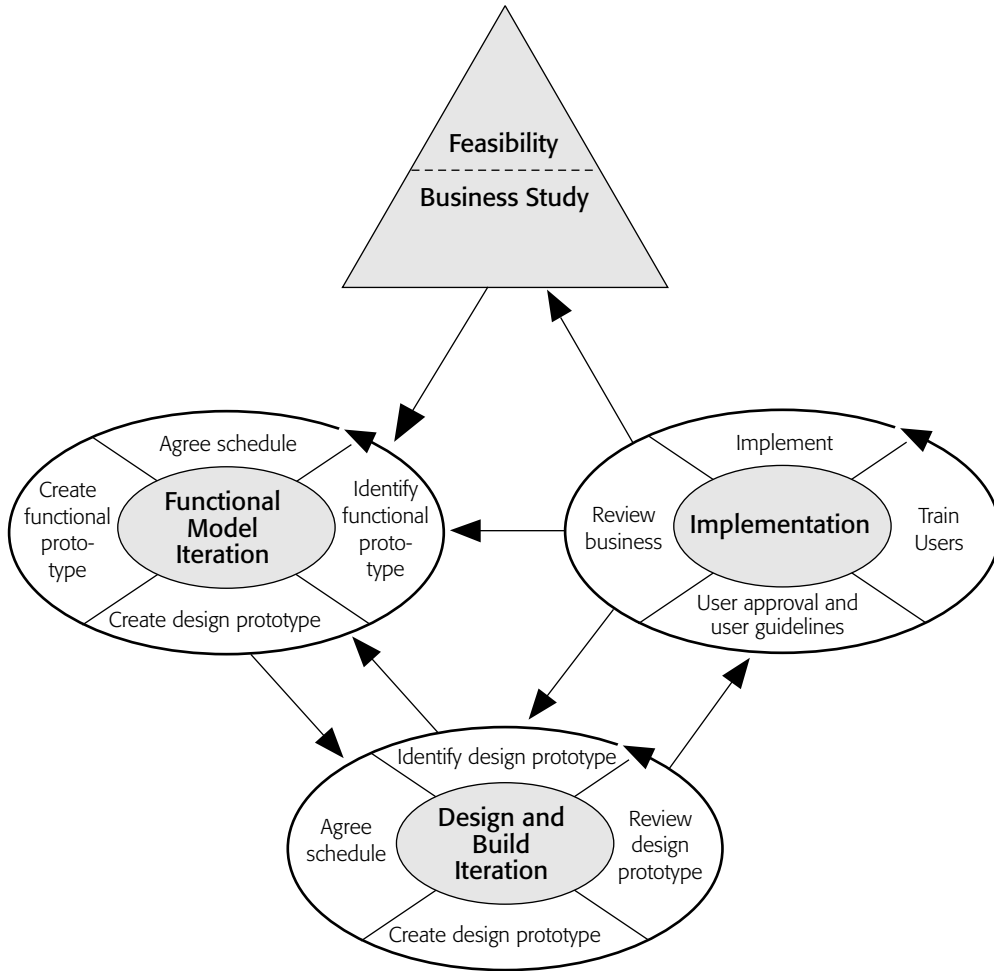 Feasibility
Business Study
Agree schedule
Create
functional
proto-
type
Functional
Model
Iteration
Identify
functional
proto-
type
Create design prototype
Implement
Review
business
Implementation
Train
Users
User approval and
user guidelines
Identify design prototype
Agree
schedule
Design and
Build
Iteration
Review
design
prototype
Create design prototype